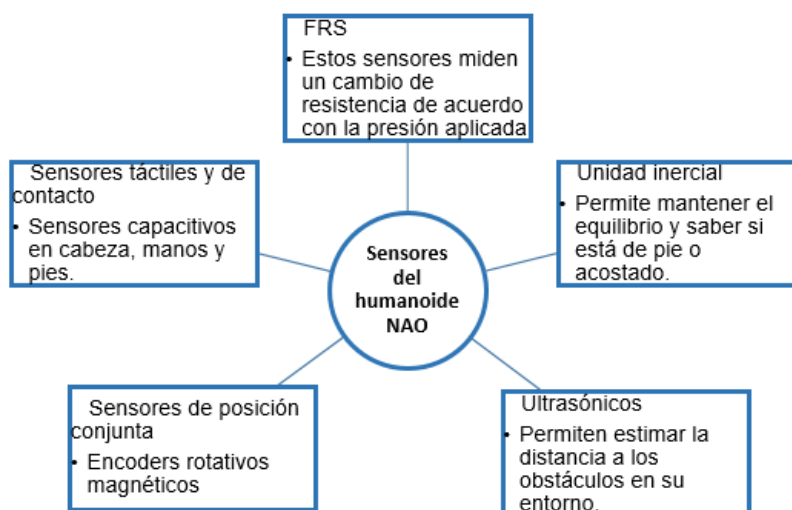 FRS
• Estos sensores miden
un cambio de
resistencia de acuerdo
con la presión aplicada
Sensores táctiles y de
contacto
• Sensores capacitivos
en cabeza, manos y
pies.
Unidad inercial
• Permite mantener el
equilibrio y saber si
está de pie o
acostado.
Sensores
del
humanoide
NAO
Sensores de posición
conjunta
• Encoders rotativos
magnéticos
Ultrasónicos
• Permiten estimar la
distancia a los
obstáculos en su
entorno.